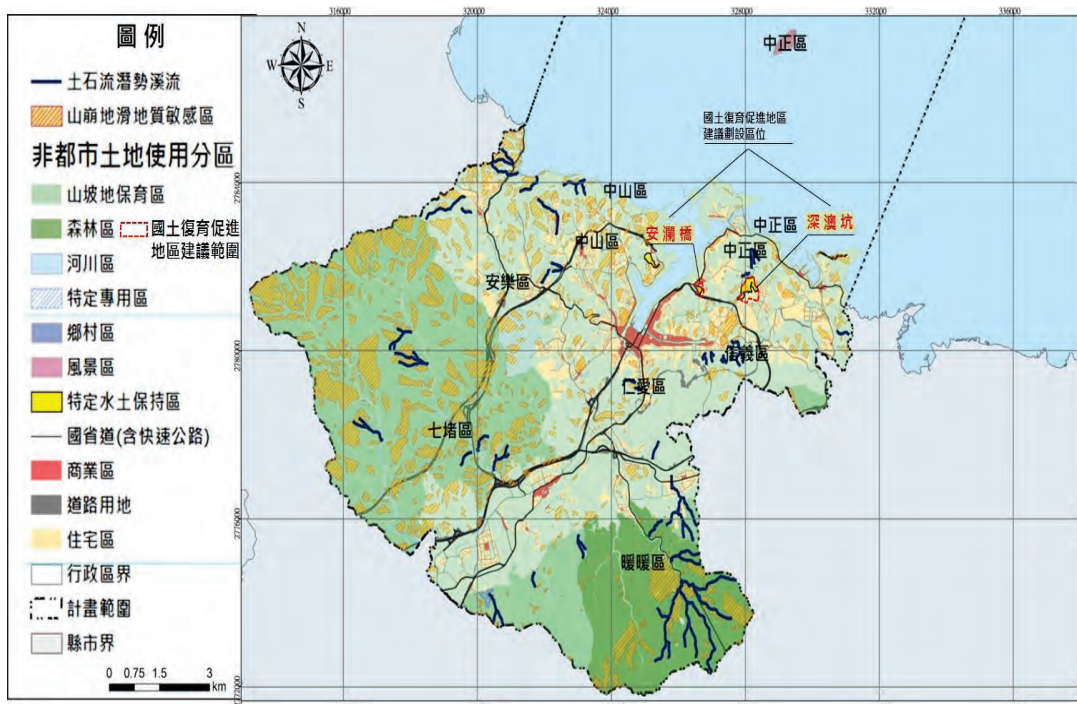 圖例
土石流潛勢溪流
山崩地滑地質敏感區
非都市土地使用分區
山坡地保育區
森林區
國土復育促進
地區建議範圍
河川區
特定專用區
鄉村區
風景區
特定水土保持區
國省道(含快速公路)
商業區
道路用地
住宅區
行政區界
計畫範圍
縣市界
0 0.75 1.5 3
km
316000 320000 324000 328000 332000 336000
2784000
2780000
2776000
2772000
N
W E
S
中正區
國土復育促進地區
建議劃設區位
中山區
中正區
安瀾橋
深澳坑
中山區
中正區
安樂區
信義區
仁愛區
七堵區
暖暖區